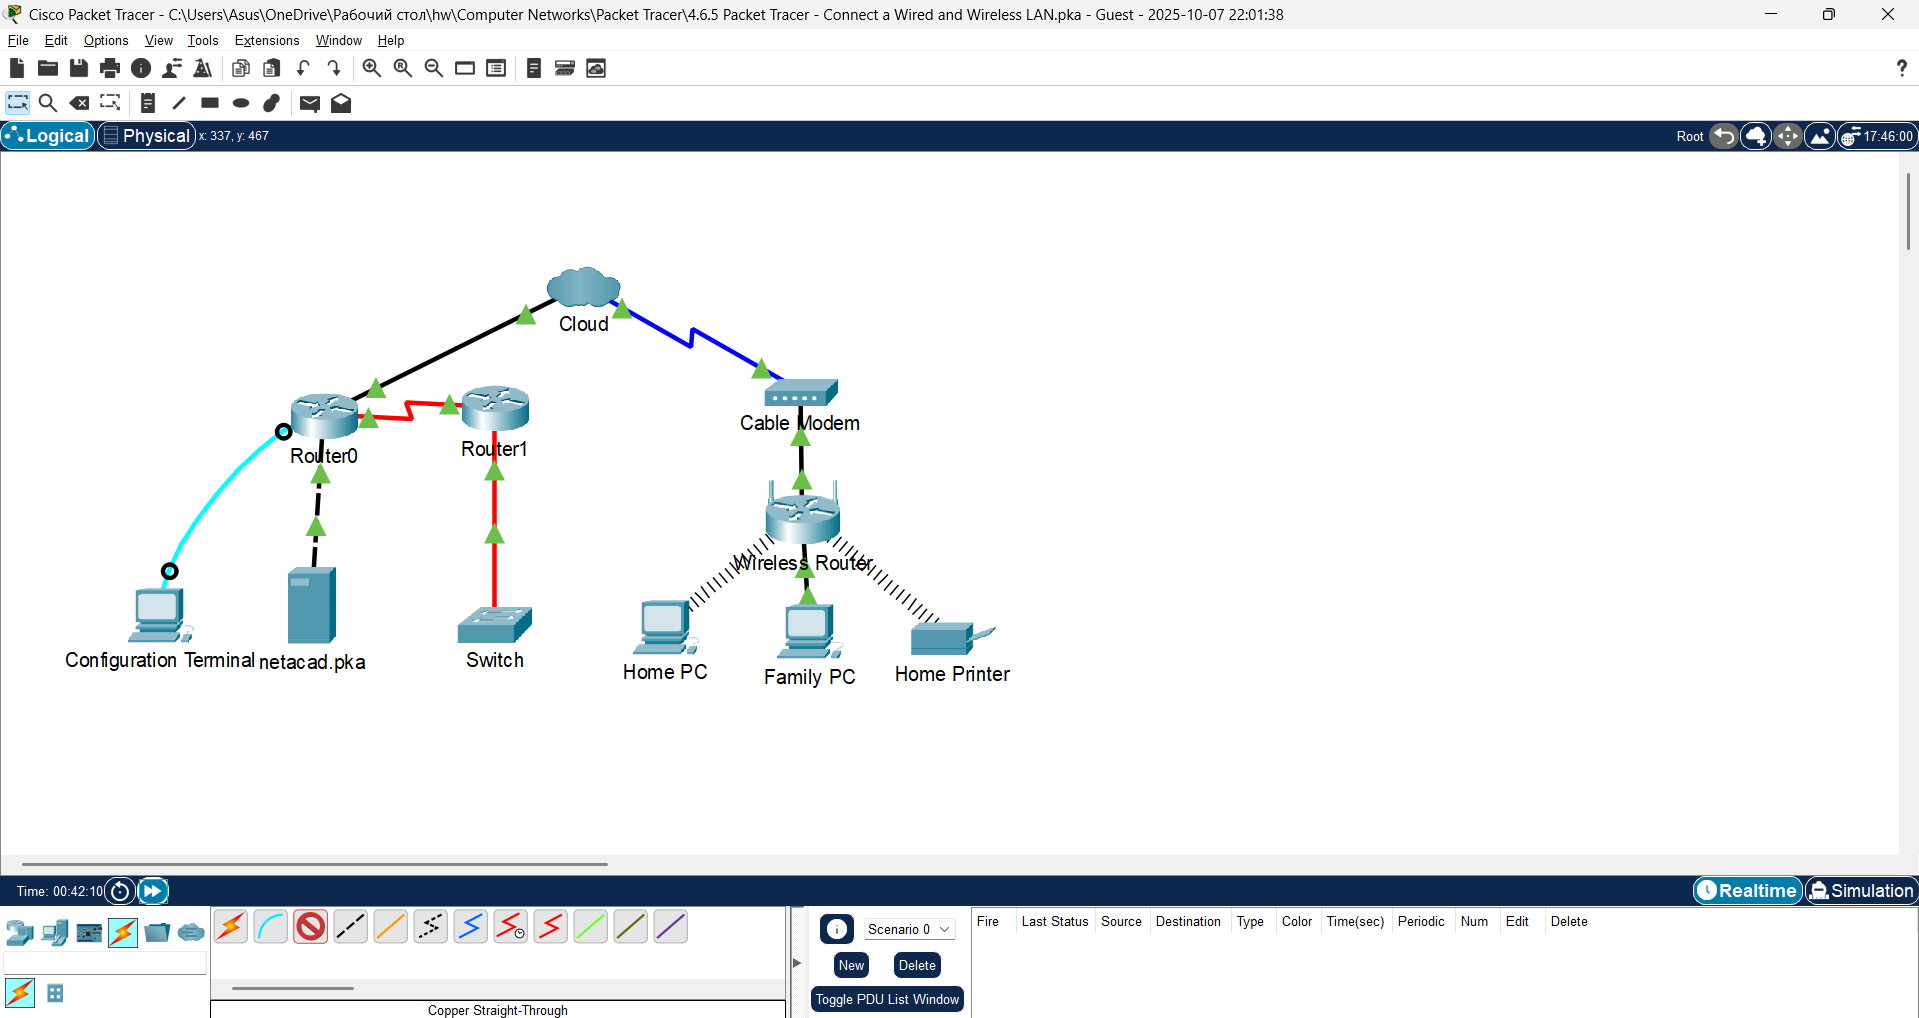 Cisco Packet Tracer - C:\Users\Asus\OneDrive\Рабочий стол\hw\Computer Networks\Packet Tracer\4.6.5 Packet Tracer - Connect a Wired and Wireless LAN.pka - Guest - 2025-10-07 22:01:38
File Edit Options View Tools Extensions Window Help
Logical Physical x: 337, y: 467 Root 17:46:00
Cloud
Cable Modem
Router0
Router1
Wireless Router
Configuration Terminal
netacad.pka
Switch
Home PC
Family PC
Home Printer
Time: 00:42:10 Realtime Simulation
Scenario 0
New Delete
Toggle PDU List Window
Fire Last Status Source Destination Type Color Time(sec) Periodic Num Edit Delete
Copper Straight-Through